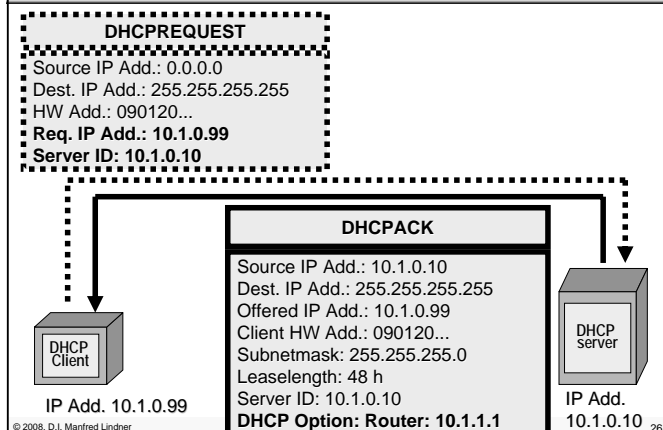 DHCPREQUEST
Source IP Add.: 0.0.0.0
Dest. IP Add.: 255.255.255.255
HW Add.: 090120...
Req. IP Add.: 10.1.0.99
Server ID: 10.1.0.10
DHCPACK
Source IP Add.: 10.1.0.10
Dest. IP Add.: 255.255.255.255
Offered IP Add.: 10.1.0.99
Client HW Add.: 090120...
Subnetmask: 255.255.255.0
Leaselength: 48 h
Server ID: 10.1.0.10
DHCP Option: Router: 10.1.1.1
DHCP
Client
IP Add. 10.1.0.99
DHCP
server
IP Add.
10.1.0.10
© 2008, D.I. Manfred Lindner
26